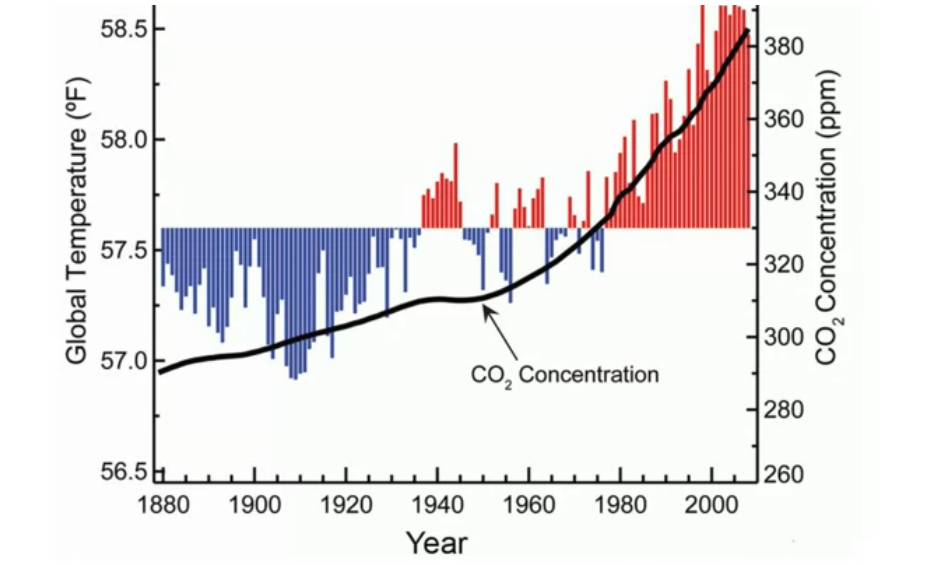 Global Temperature (ºF)
58.5
58.0
57.5
57.0
56.5
1880 1900 1920 1940 1960 1980 2000
Year
CO2 Concentration
380
360
340
320
300
280
260
CO2 Concentration (ppm)